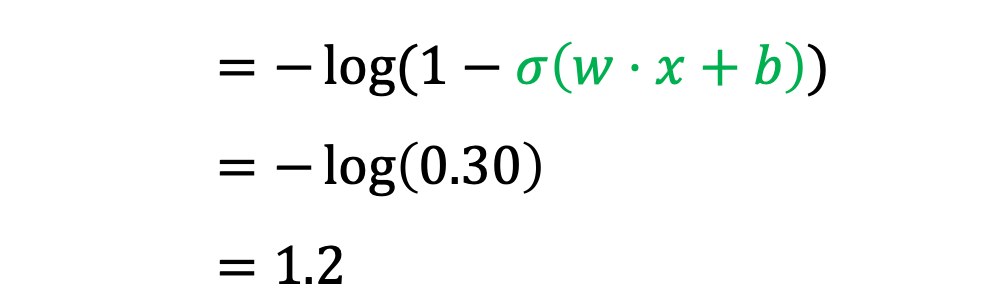 = − log(1 − σ(w · x + b))
= − log(0.30)
= 1.2